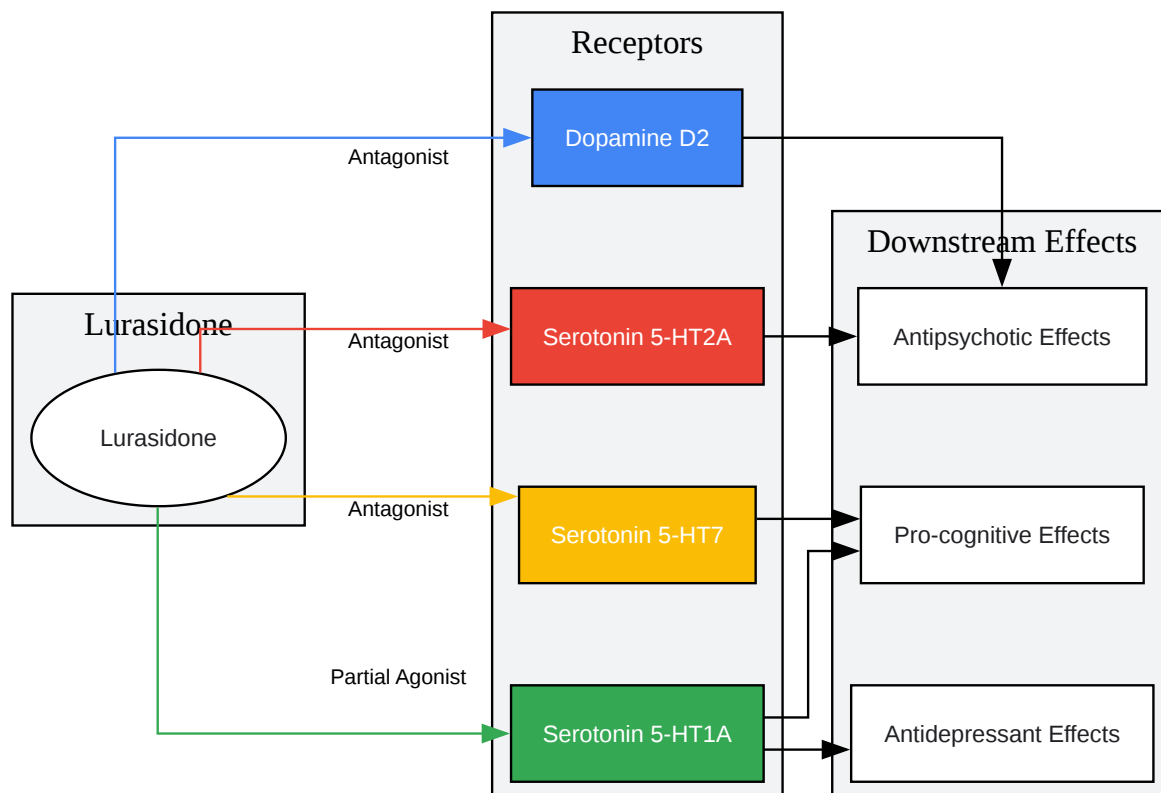 Receptors
Dopamine D2
Antagonist
Downstream Effects
Lurasidone
Serotonin 5-HT2A
Antipsychotic Effects
Antagonist
Lurasidone
Antagonist
Serotonin 5-HT7
Pro-cognitive Effects
Partial Agonist
Serotonin 5-HT1A
Antidepressant Effects